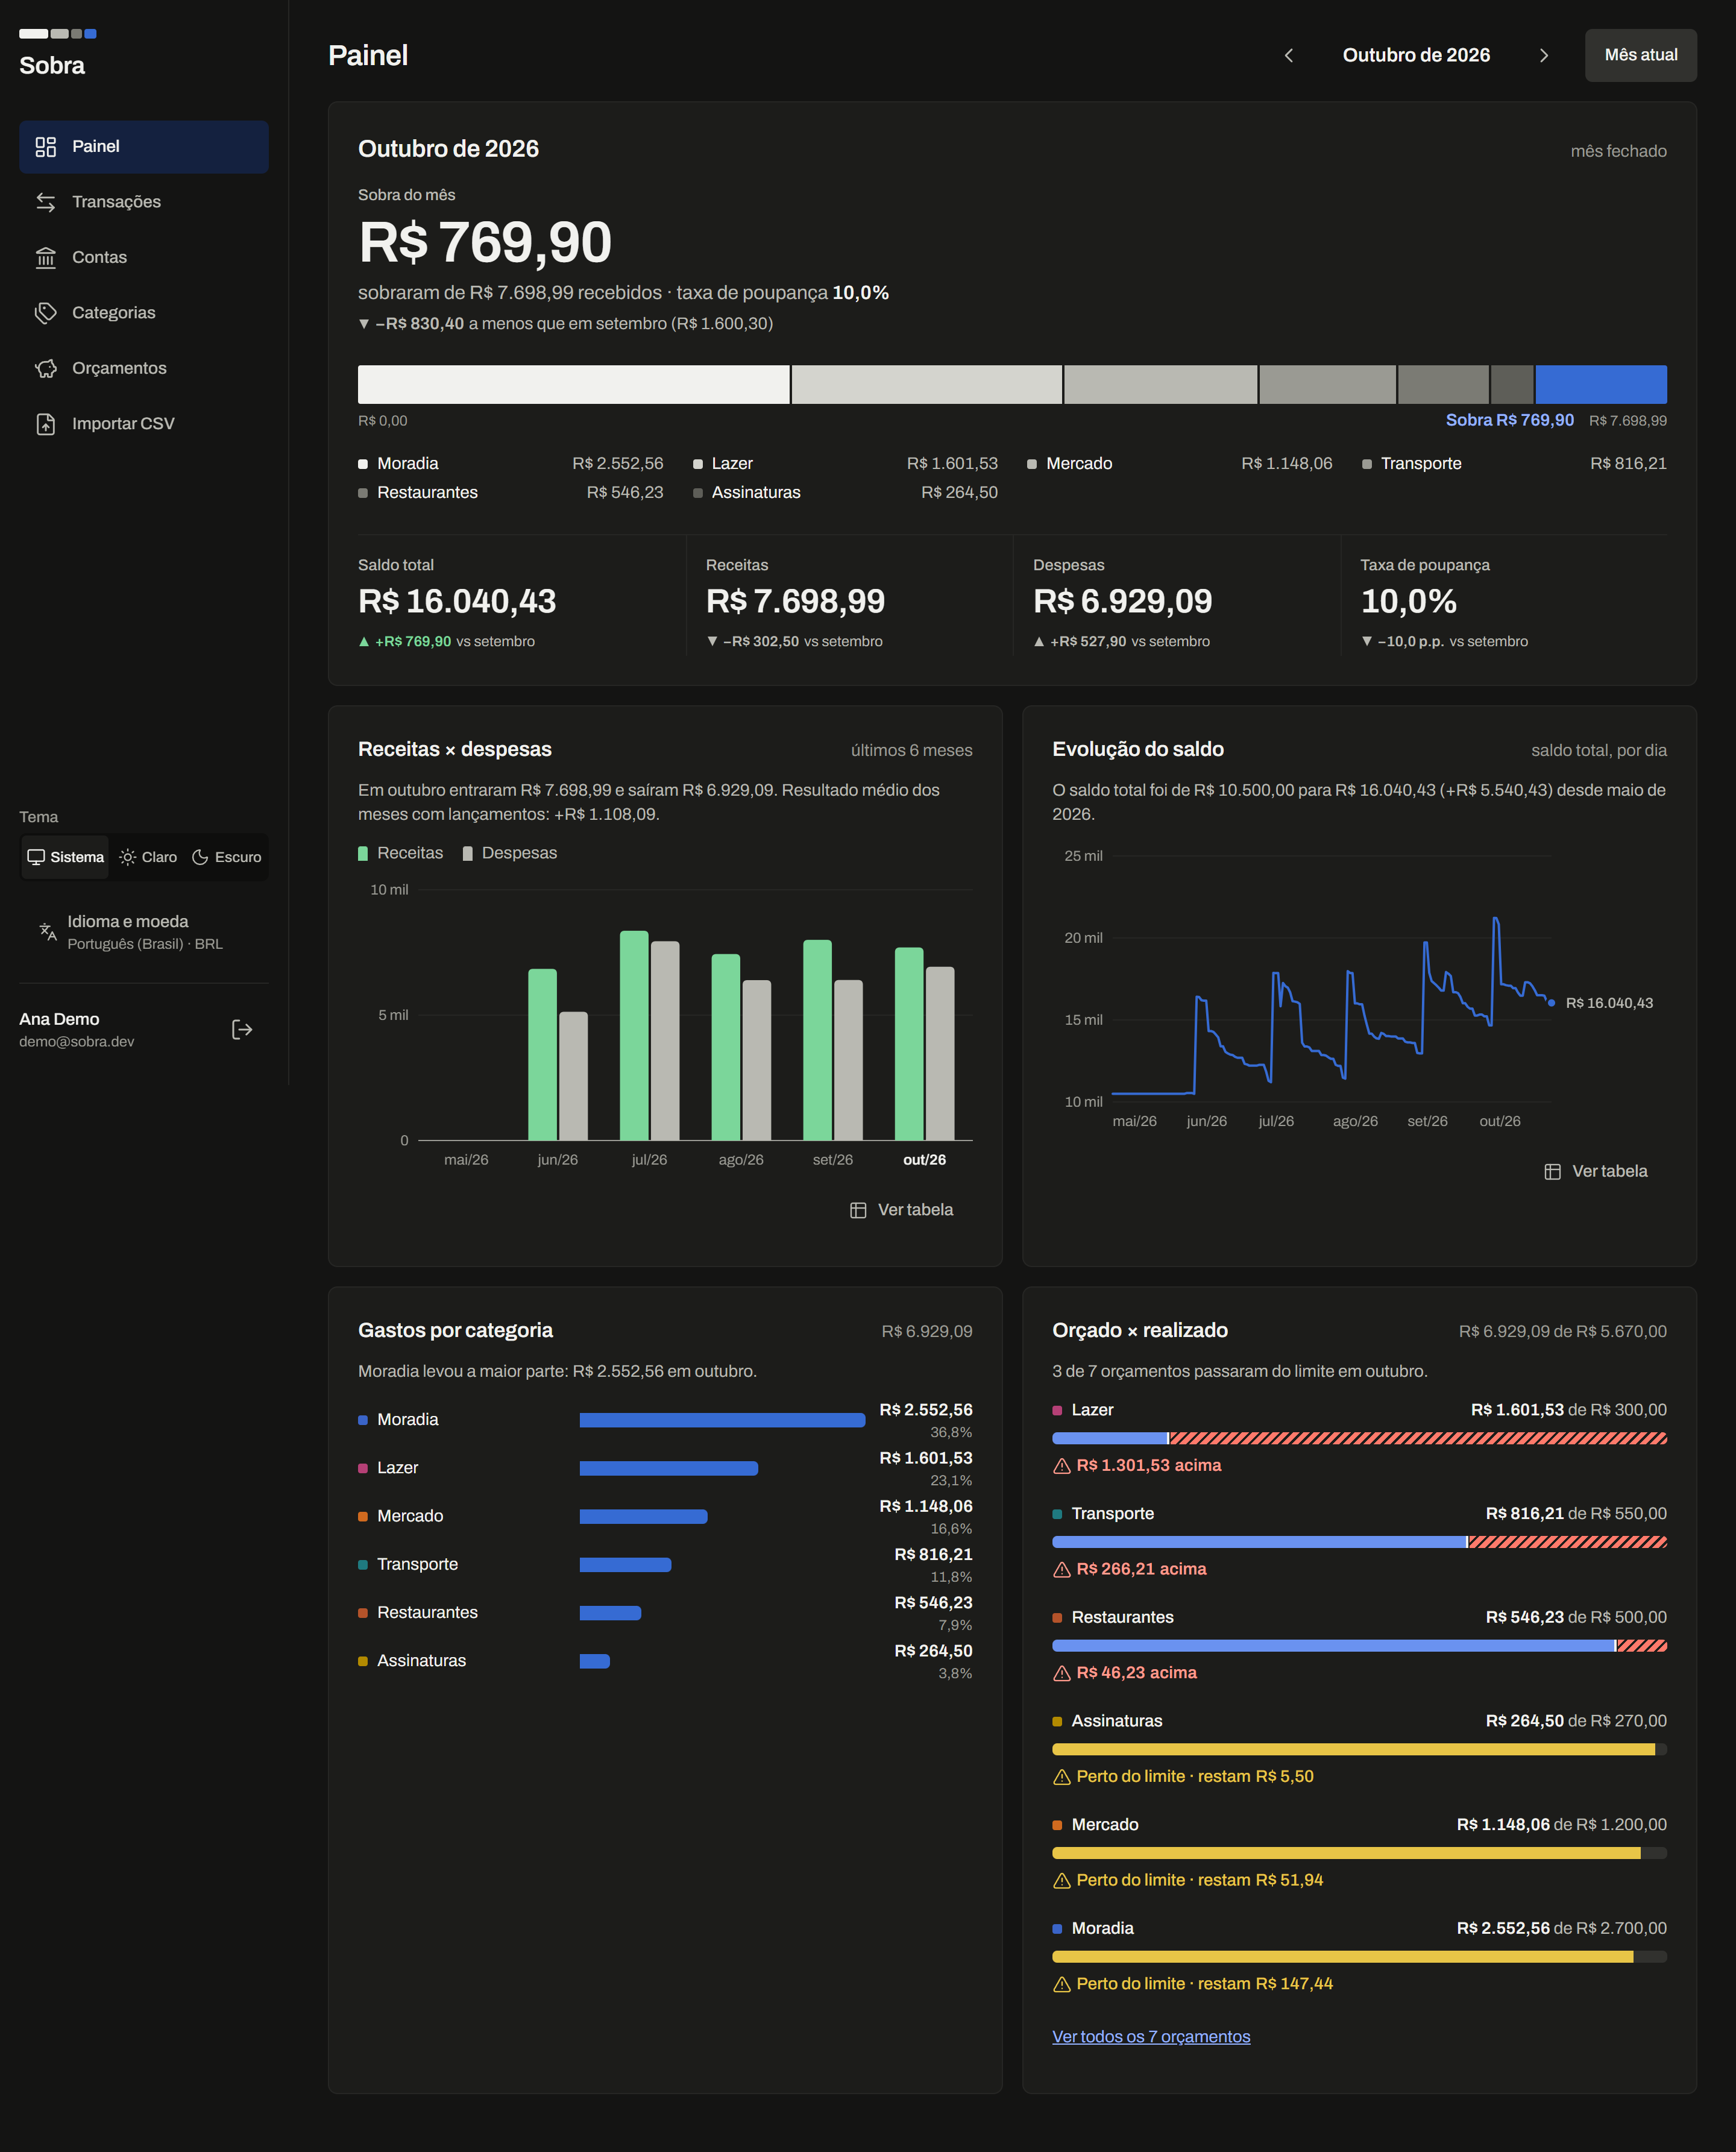 Sobra
Painel
Transações
Contas
Categorias
Orçamentos
Importar CSV
Tema
Sistema
Claro
Escuro
Idioma e moeda
Português (Brasil) · BRL
Ana Demo
demo@sobra.dev
Painel
Outubro de 2026
Mês atual
Outubro de 2026
mês fechado
Sobra do mês
R$ 769,90
sobraram de R$ 7.698,99 recebidos · taxa de poupança 10,0%
▼ −R$ 830,40 a menos que em setembro (R$ 1.600,30)
R$ 0,00
Sobra R$ 769,90
R$ 7.698,99
Moradia R$ 2.552,56
Lazer R$ 1.601,53
Mercado R$ 1.148,06
Transporte R$ 816,21
Restaurantes R$ 546,23
Assinaturas R$ 264,50
Saldo total
R$ 16.040,43
▲ +R$ 769,90 vs setembro
Receitas
R$ 7.698,99
▼ −R$ 302,50 vs setembro
Despesas
R$ 6.929,09
▲ +R$ 527,90 vs setembro
Taxa de poupança
10,0%
▼ −10,0 p.p. vs setembro
Receitas × despesas
últimos 6 meses
Em outubro entraram R$ 7.698,99 e saíram R$ 6.929,09. Resultado médio dos
meses com lançamentos: +R$ 1.108,09.
Receitas
Despesas
10 mil
5 mil
0
mai/26
jun/26
jul/26
ago/26
set/26
out/26
Ver tabela
Evolução do saldo
saldo total, por dia
O saldo total foi de R$ 10.500,00 para R$ 16.040,43 (+R$ 5.540,43) desde maio de
2026.
25 mil
20 mil
15 mil
10 mil
R$ 16.040,43
mai/26
jun/26
jul/26
ago/26
set/26
out/26
Ver tabela
Gastos por categoria
R$ 6.929,09
Moradia levou a maior parte: R$ 2.552,56 em outubro.
Moradia
R$ 2.552,56
36,8%
Lazer
R$ 1.601,53
23,1%
Mercado
R$ 1.148,06
16,6%
Transporte
R$ 816,21
11,8%
Restaurantes
R$ 546,23
7,9%
Assinaturas
R$ 264,50
3,8%
Orçado × realizado
R$ 6.929,09 de R$ 5.670,00
3 de 7 orçamentos passaram do limite em outubro.
Lazer
R$ 1.601,53 de R$ 300,00
R$ 1.301,53 acima
Transporte
R$ 816,21 de R$ 550,00
R$ 266,21 acima
Restaurantes
R$ 546,23 de R$ 500,00
R$ 46,23 acima
Assinaturas
R$ 264,50 de R$ 270,00
Perto do limite · restam R$ 5,50
Mercado
R$ 1.148,06 de R$ 1.200,00
Perto do limite · restam R$ 51,94
Moradia
R$ 2.552,56 de R$ 2.700,00
Perto do limite · restam R$ 147,44
Ver todos os 7 orçamentos